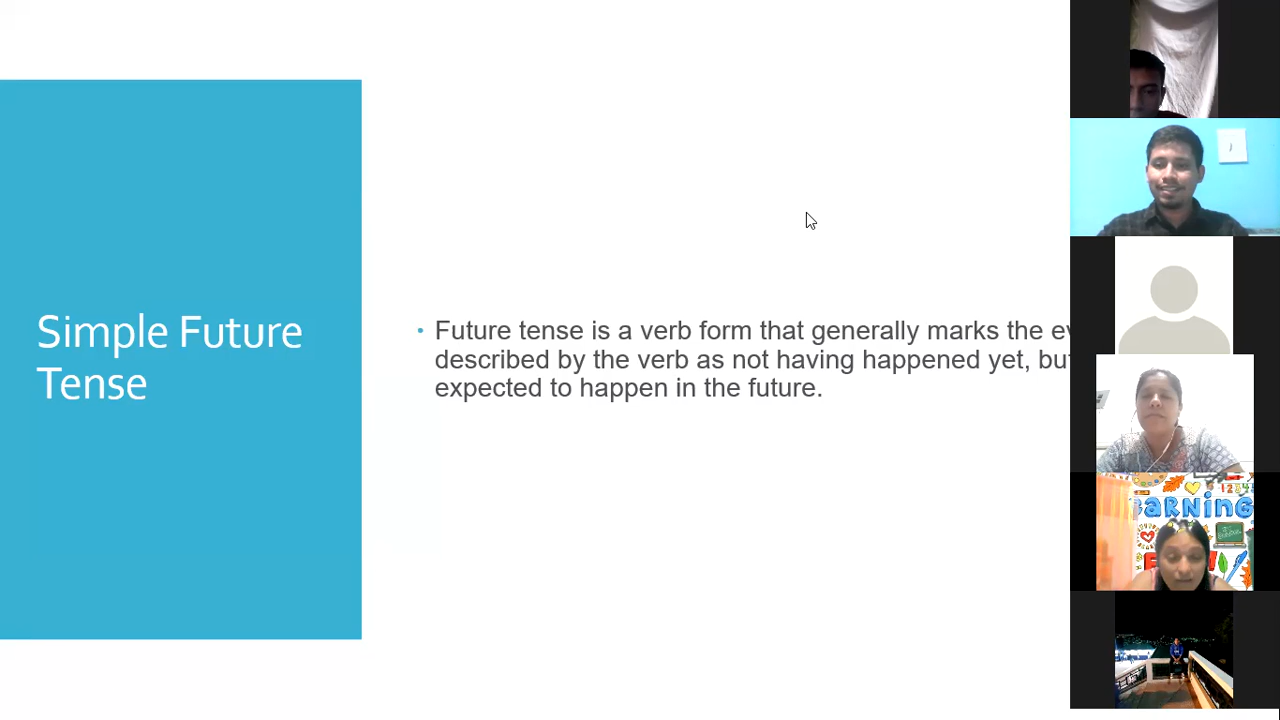 Simple Future
Tense
• Future tense is a verb form that generally marks the
described by the verb as not having happened yet, but
expected to happen in the future.
ARNING